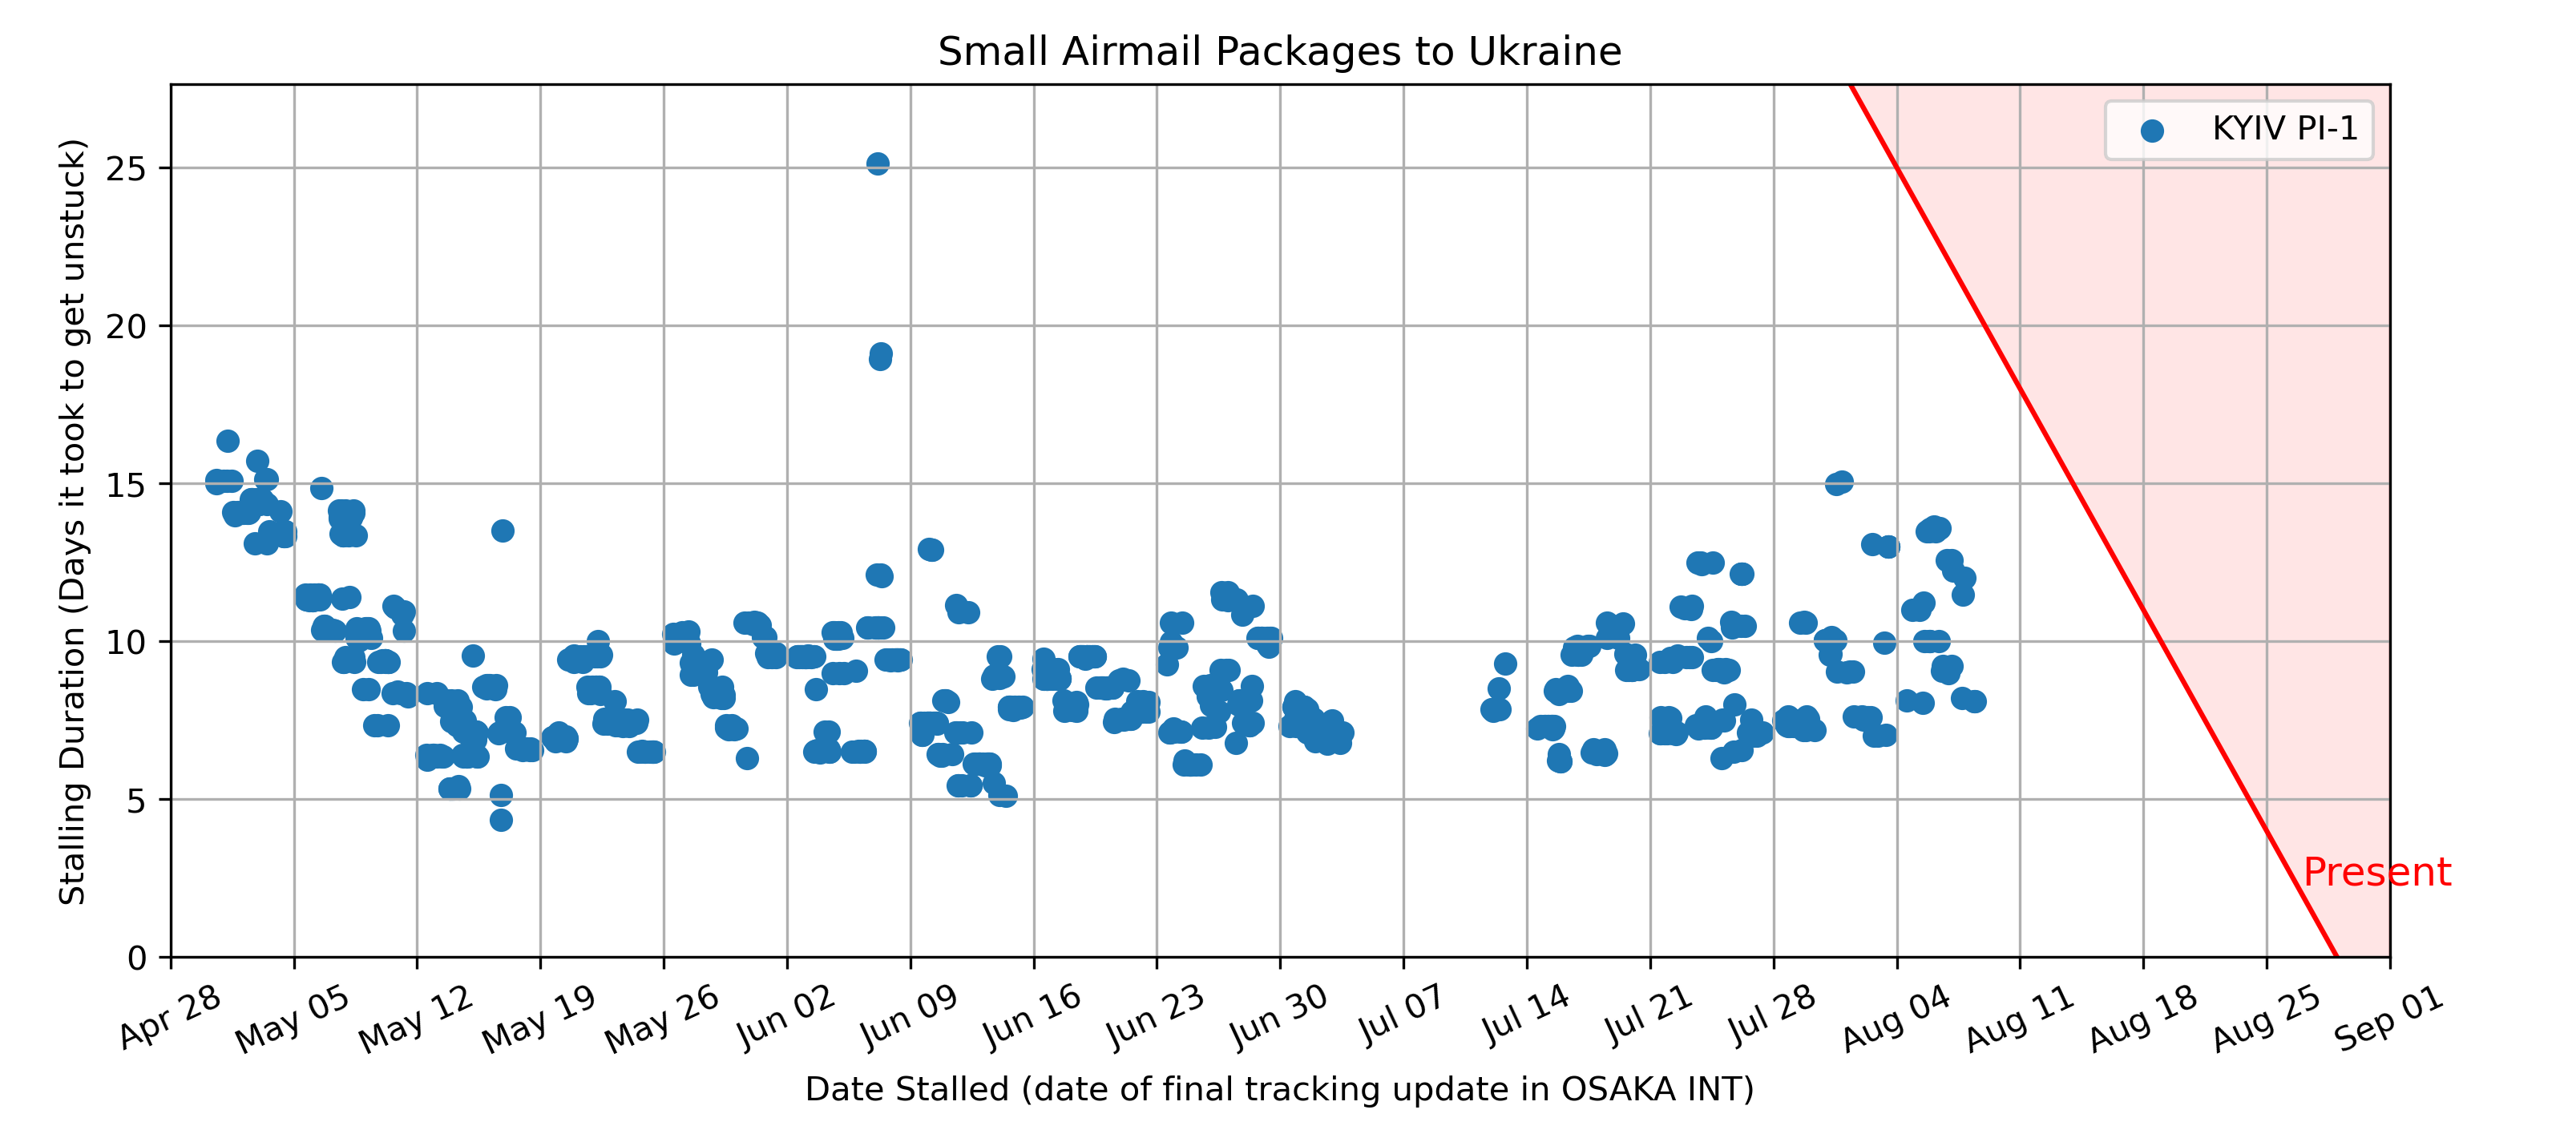 Small Airmail Packages to Ukraine
KYIV PI-1
Stalling Duration (Days it took to get unstuck)
25
20
15
10
5
0
Present
Apr 28
May 05
May 12
May 19
May 26
Jun 02
Jun 09
Jun 16
Jun 23
Jun 30
Jul 07
Jul 14
Jul 21
Jul 28
Aug 04
Aug 11
Aug 18
Aug 25
Sep 01
Date Stalled (date of final tracking update in OSAKA INT)